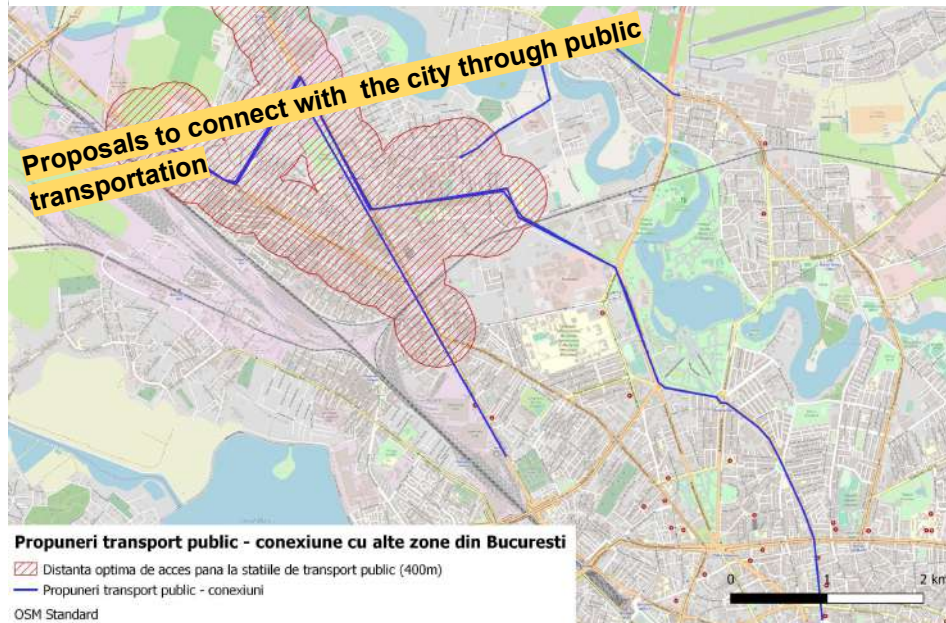 Proposals to connect with the city through public
transportation
Propuneri transport public - conexiune cu alte zone din Bucuresti
Distanta optima de acces pana la statiile de transport public (400m)
Propuneri transport public - conexiuni
OSM Standard
0 1 2 km